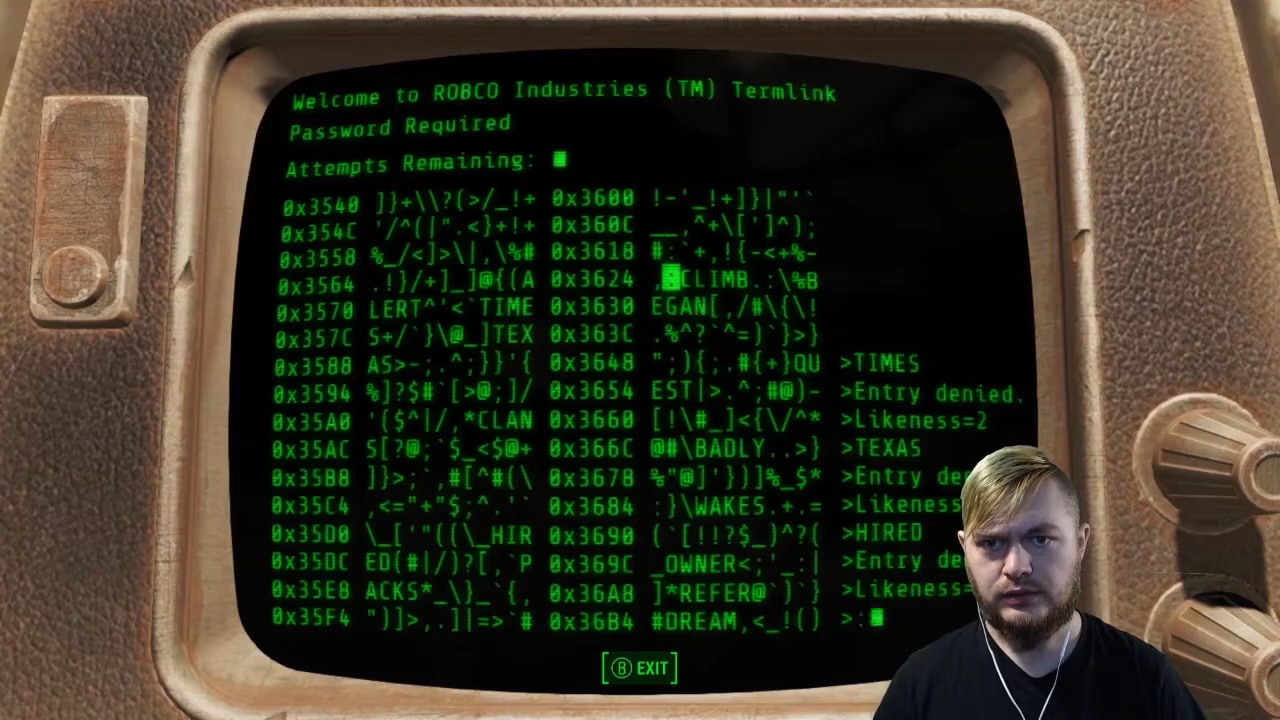 Welcome to ROBCO Industries (TM) Termlink
Password Required
Attempts Remaining: ■
0x3540 ]}+\\?(>/_!+ 0x3600 !-'_!+]}|"'`
0x354C '/^(|".<}+!+ 0x360C __,^+\[']^);
0x3558 %_/<]>\|,\%# 0x3618 #:`+,!{-<+%-
0x3564 .!}/+]_]@{(A 0x3624 CLIMB.:\%B
0x3570 LERT^'<`TIME 0x3630 EGAN[,/#\{\!
0x357C S+/`}\@_]TEX 0x363C .%^?`^=)`}>}
0x3588 AS>-;.^;}}'{ 0x3648 ";){;.#{+}QU >TIMES
0x3594 %]?$#`[>@;]/ 0x3654 EST|>.^;#@)- >Entry denied.
0x35A0 '($^|/,*CLAN 0x3660 [!\#_]<{\/^* >Likeness=2
0x35AC S[?@;`$_<$@+ 0x366C @#\BADLY..>} >TEXAS
0x35B8 ]}>;`,#[^#(\ 0x3678 %"@]'})]%_$* >Entry de
0x35C4 ,<="+"$;^.'` 0x3684 :}\WAKES.+.= >Likeness
0x35D0 \_['"((\_HIR 0x3690 (`[!!?$_)^?( >HIRED
0x35DC ED(#|/)?[,`P 0x369C _OWNER<;'_:| >Entry de
0x35E8 ACKS*_\}_`{, 0x36A8 ]*REFER@`)`} >Likeness=
0x35F4 ")]>,.]|=>`# 0x36B4 #DREAM,<_!() >:■
Ⓑ EXIT